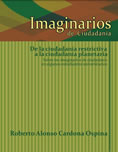 Imaginarios
de Ciudadanía
De la ciudadanía restrictiva
a la ciudadanía planetaria
Roberto Alonso Cardona Ospina